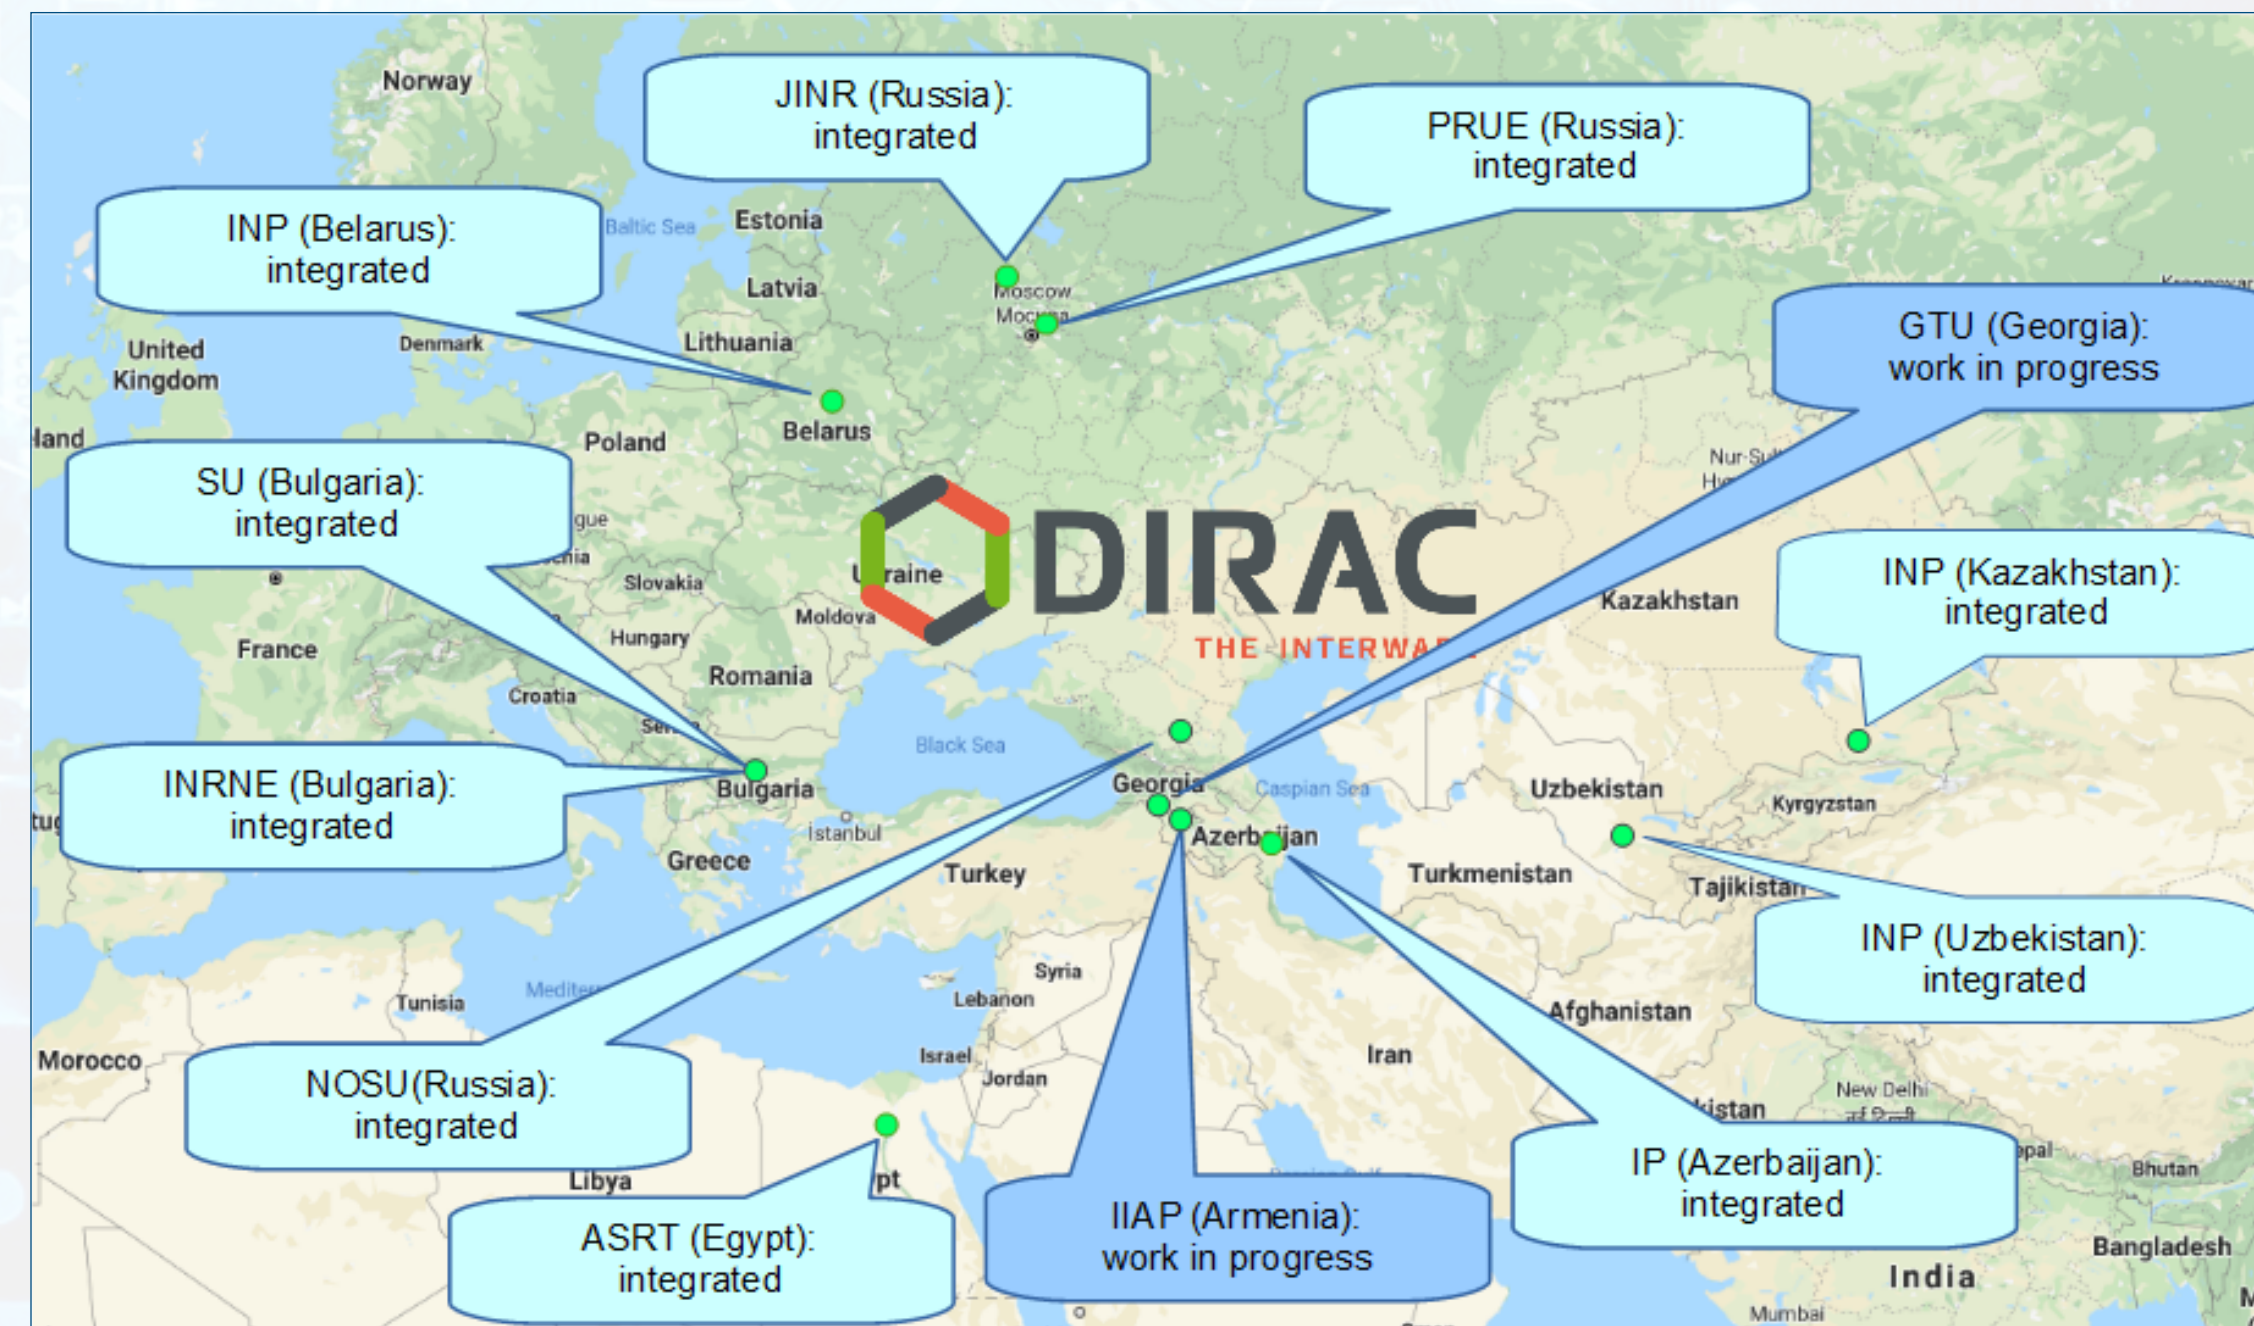 Norway
JINR (Russia):
integrated
PRUE (Russia):
integrated
INP (Belarus):
integrated
Baltic Sea
Estonia
Latvia
Moscow
Lithuania
Denmark
United
Kingdom
GTU (Georgia):
work in progress
Belarus
Poland
SU (Bulgaria):
integrated
DIRAC
THE INTERWARE
Slovakia
Moldova
Kazakhstan
INP (Kazakhstan):
integrated
Hungary
France
Romania
Croatia
Black Sea
INRNE (Bulgaria):
integrated
Bulgaria
Georgia
Caspian Sea
Uzbekistan
Kyrgyzstan
İstanbul
Azerbaijan
Greece
Turkey
Turkmenistan
Tajikistan
INP (Uzbekistan):
integrated
Syria
Tunisia
Lebanon
Afghanistan
Morocco
Israel
Iran
Jordan
NOSU(Russia):
integrated
New Delhi
IP (Azerbaijan):
integrated
Libya
Bhutan
ASRT (Egypt):
integrated
IIAP (Armenia):
work in progress
Bangladesh
India
Mumbai